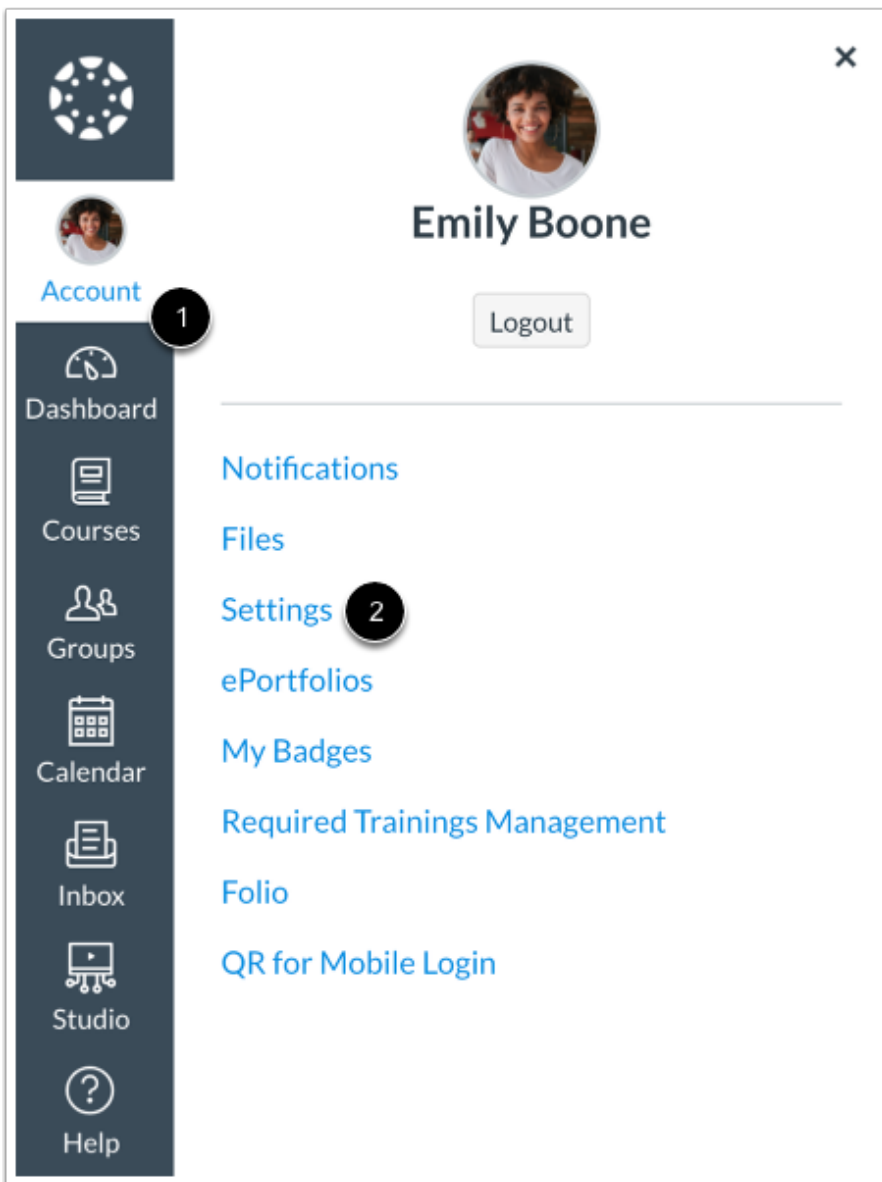 Account
1
Dashboard
Courses
Groups
Calendar
Inbox
Studio
Help
Emily Boone
Logout
Notifications
Files
Settings 2
ePortfolios
My Badges
Required Trainings Management
Folio
QR for Mobile Login